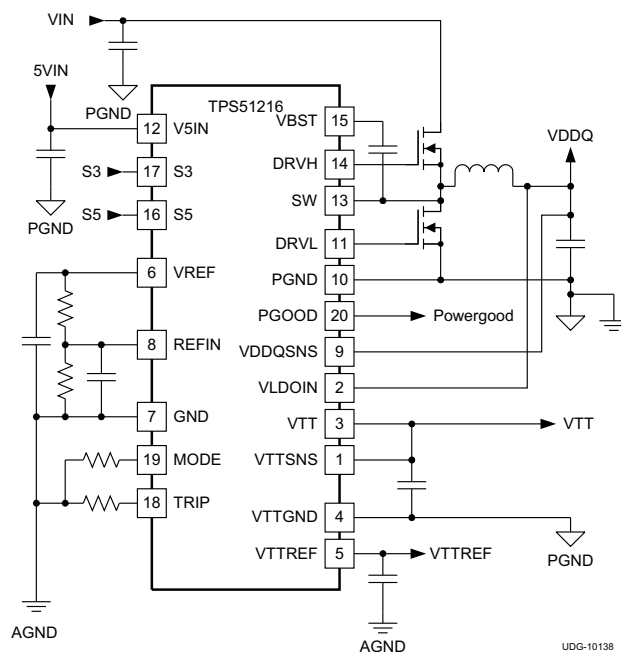 VIN
5VIN
PGND
TPS51216
12 V5IN
VBST 15
VDDQ
S3 17 S3
DRVH 14
S5 16 S5
SW 13
PGND
DRVL 11
6 VREF
PGND 10
PGOOD 20 Powergood
8 REFIN
VDDQSNS 9
VLDOIN 2
7 GND
VTT 3 VTT
19 MODE
VTTSNS 1
18 TRIP
VTTGND 4
VTTREF 5 VTTREF
PGND
AGND
AGND
UDG-10138